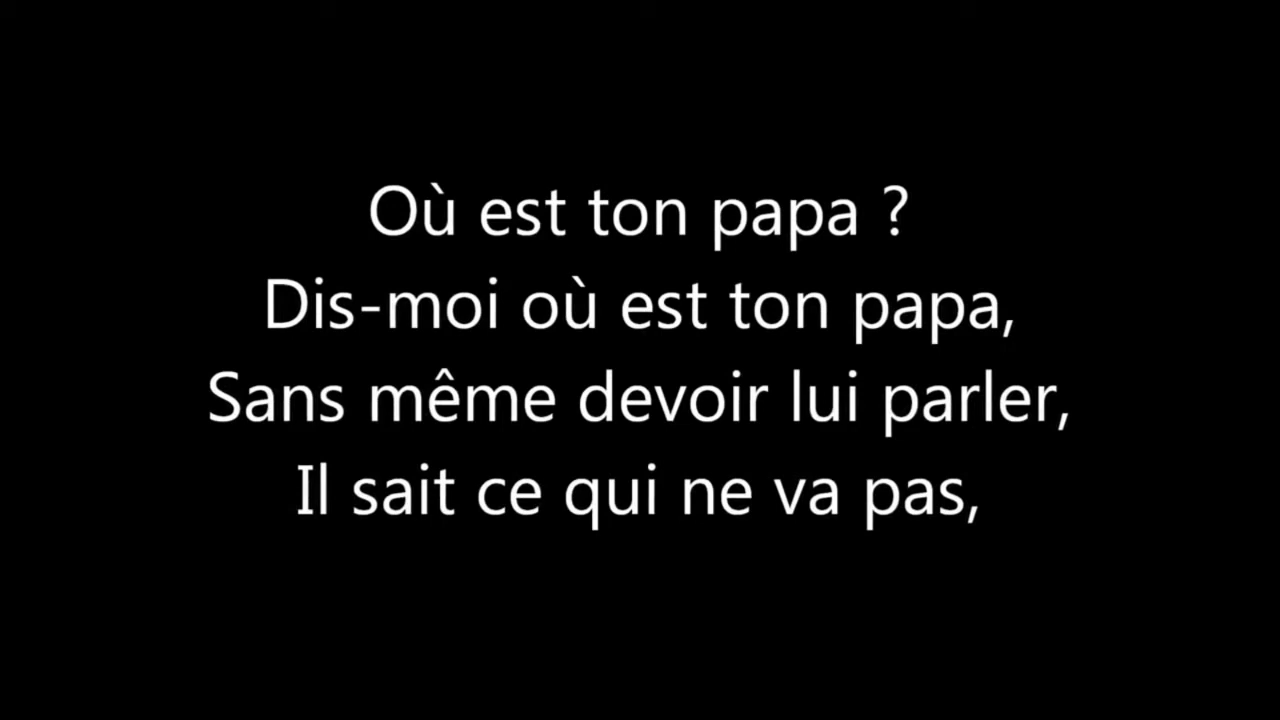 Où est ton papa ?
Dis-moi où est ton papa,
Sans même devoir lui parler,
Il sait ce qui ne va pas,